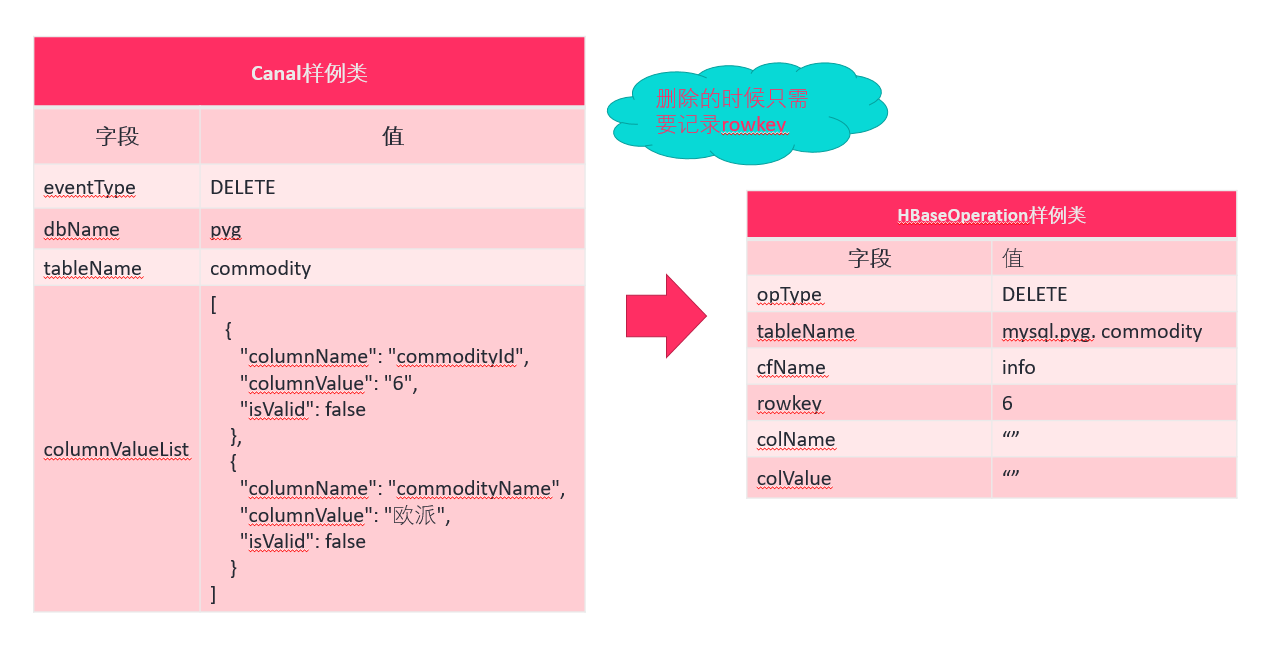 Canal样例类
字段 值
eventType DELETE
dbName pyg
tableName commodity
columnValueList
[
{
"columnName": "commodityId",
"columnValue": "6",
"isValid": false
},
{
"columnName": "commodityName",
"columnValue": "欧派",
"isValid": false
}
]
删除的时候只需
要记录rowkey
HBaseOperation样例类
字段 值
opType DELETE
tableName mysql.pyg. commodity
cfName info
rowkey 6
colName “”
colValue “”